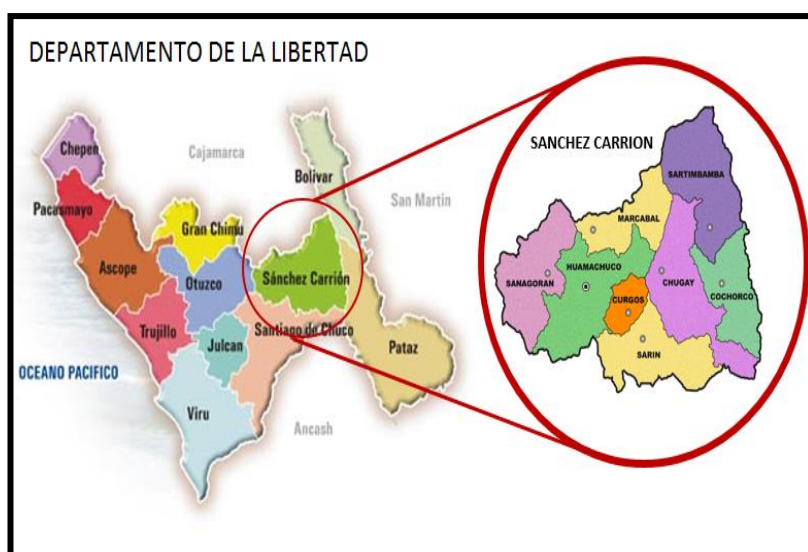 DEPARTAMENTO DE LA LIBERTAD
Chepen
Cajamarca
Bolivar
San Martin
Pacasmayo
Gran Chimu
Ascope
Otuzco
Sánchez Carrión
Trujillo
Santiago de Chuco
Julcan
Pataz
OCEANO PACIFICO
Viru
Ancash
SANCHEZ CARRION
SARTIMBAMBA
MARCABAL
HUAMACHUCO
SANAGORAN
CHUGAY
COCHORCO
CURGOS
SARIN